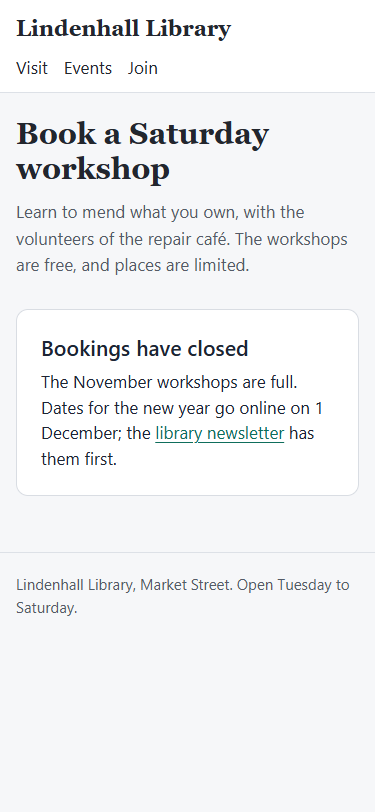 Lindenhall Library
Visit Events Join
Book a Saturday
workshop
Learn to mend what you own, with the
volunteers of the repair café. The workshops
are free, and places are limited.
Bookings have closed
The November workshops are full.
Dates for the new year go online on 1
December; the library newsletter has
them first.
Lindenhall Library, Market Street. Open Tuesday to
Saturday.